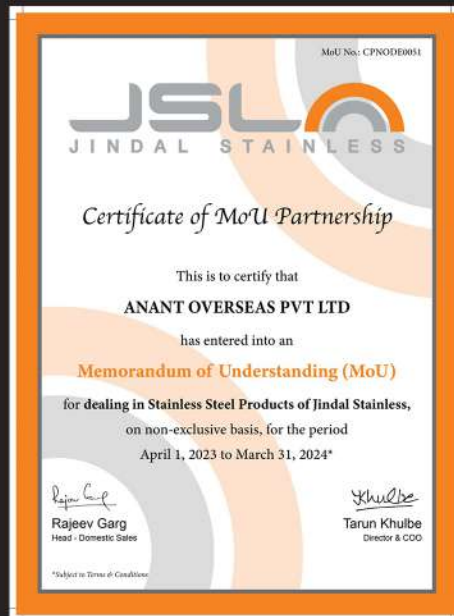 MoU No.: CPNODE0051
JSL
JINDAL STAINLESS
Certificate of MoU Partnership
This is to certify that
ANANT OVERSEAS PVT LTD
has entered into an
Memorandum of Understanding (MoU)
for dealing in Stainless Steel Products of Jindal Stainless,
on non-exclusive basis, for the period
April 1, 2023 to March 31, 2024*
Rajeev Garg
Khulbe
Rajeev Garg
Tarun Khulbe
Head - Domestic Sales
Director & COO
*Subject to Terms & Conditions